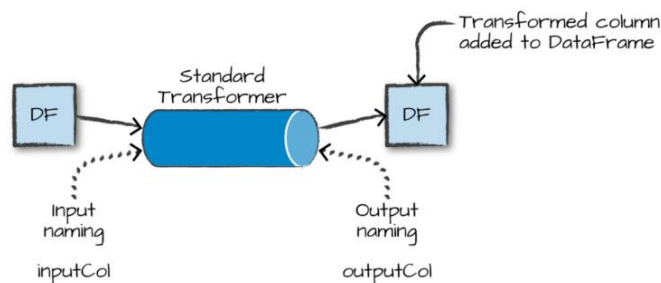 Transformed column
added to DataFrame
Standard
Transformer
DF
DF
Input
naming
inputCol
Output
naming
outputCol